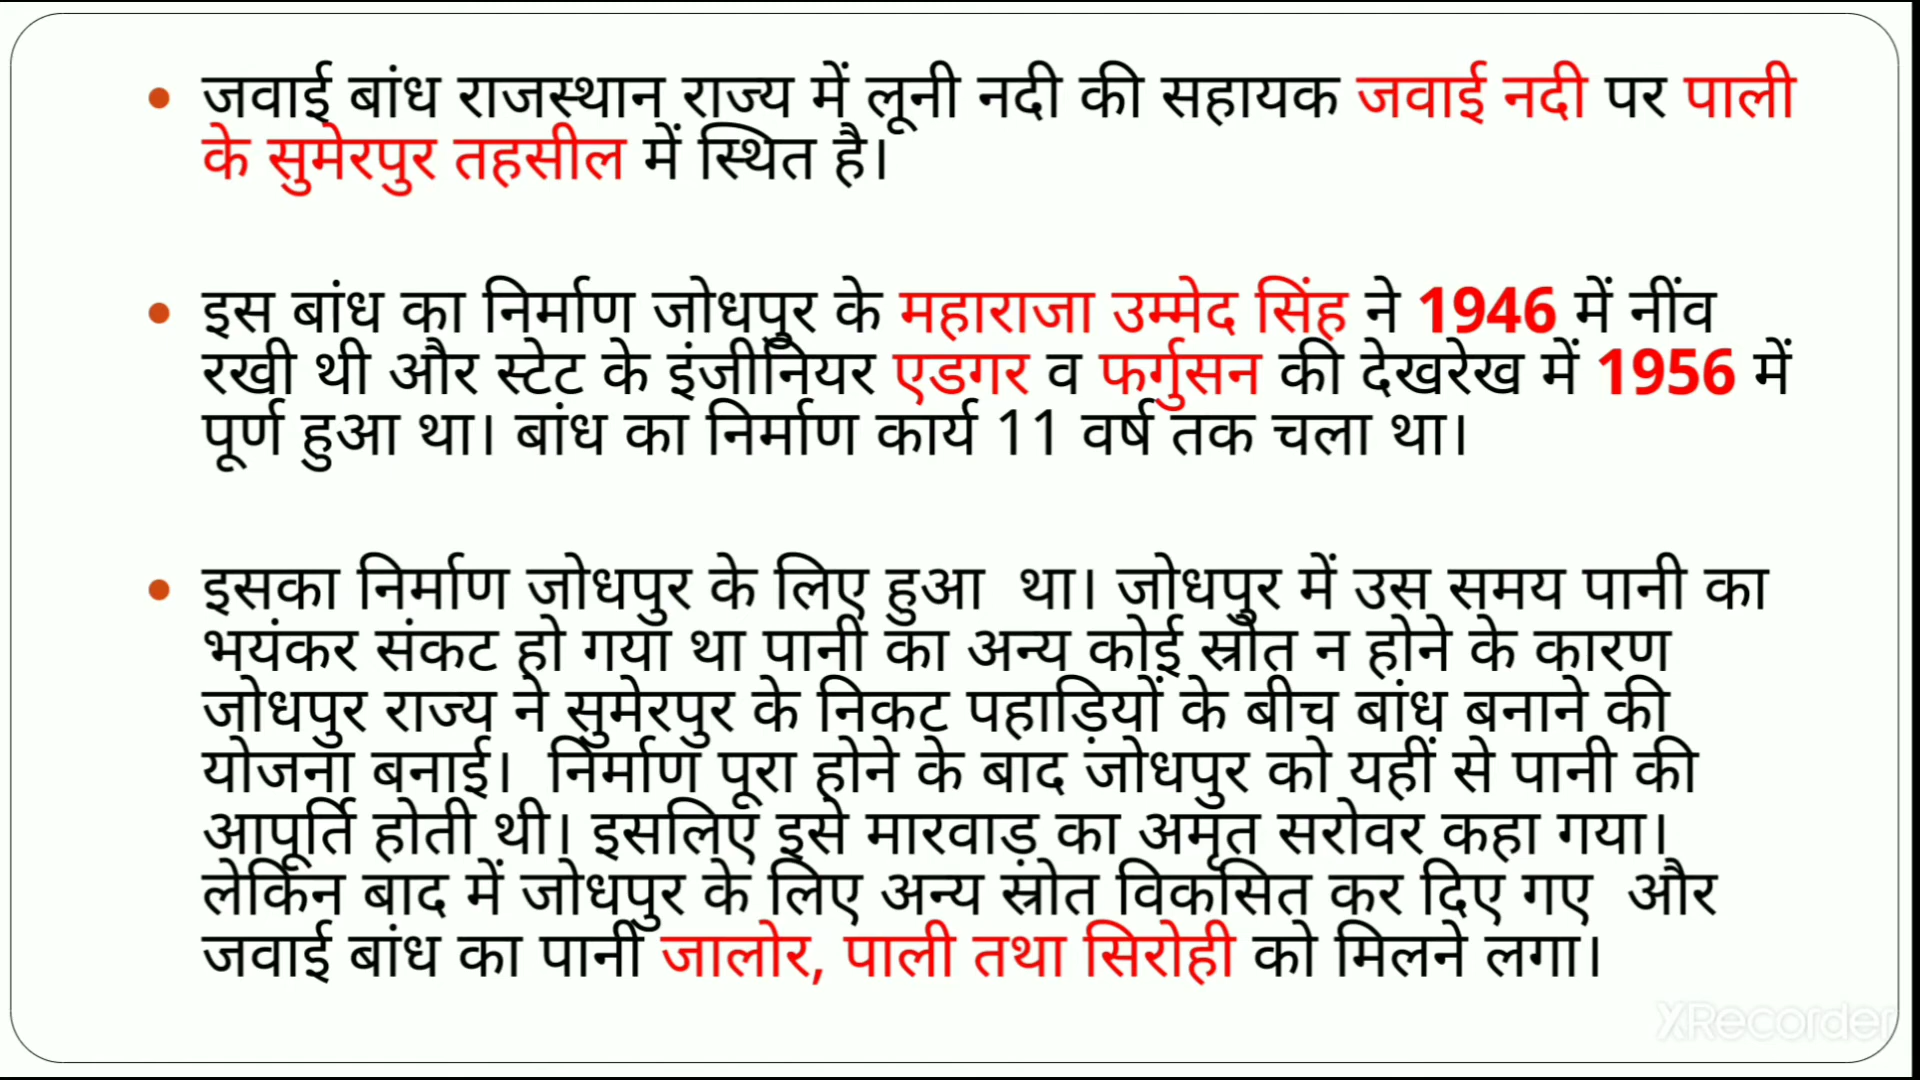 • जवाई बांध राजस्थान राज्य में लूनी नदी की सहायक जवाई नदी पर पाली
के सुमेरपुर तहसील में स्थित है।
• इस बांध का निर्माण जोधपुर के महाराजा उम्मेद सिंह ने 1946 में नींव
रखी थी और स्टेट के इंजीनियर एडगर व फर्गुसन की देखरेख में 1956 में
पूर्ण हुआ था। बांध का निर्माण कार्य 11 वर्ष तक चला था।
• इसका निर्माण जोधपुर के लिए हुआ  था। जोधपुर में उस समय पानी का
भयंकर संकट हो गया था पानी का अन्य कोई स्रौत न होने के कारण
जोधपुर राज्य ने सुमेरपुर के निकट पहाड़ियों के बीच बांध बनाने की
योजना बनाई।  निर्माण पूरा होने के बाद जोधपुर को यहीं से पानी की
आपूर्ति होती थी। इसलिए इसे मारवाड़ का अमृत सरोवर कहा गया।
लेकिन बाद में जोधपुर के लिए अन्य स्रोत विकसित कर दिए गए  और
जवाई बांध का पानी जालोर, पाली तथा सिरोही को मिलने लगा।
XRecorder